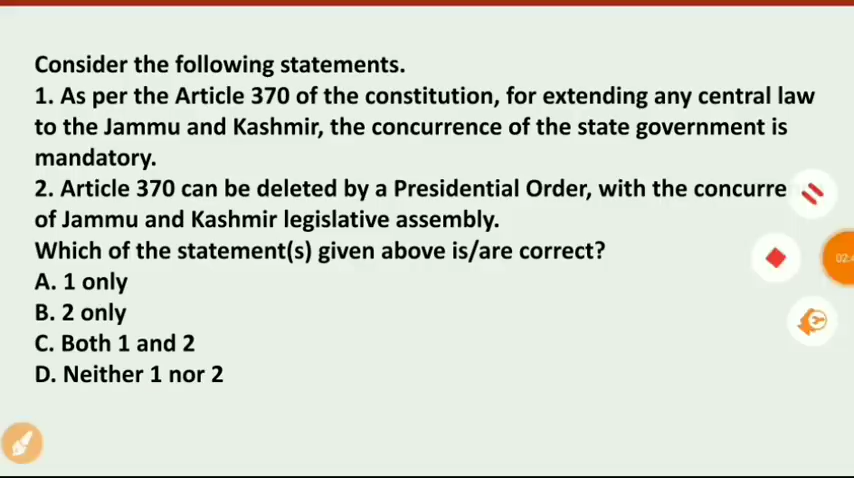 Consider the following statements.
1. As per the Article 370 of the constitution, for extending any central law
to the Jammu and Kashmir, the concurrence of the state government is
mandatory.
2. Article 370 can be deleted by a Presidential Order, with the concurre
of Jammu and Kashmir legislative assembly.
Which of the statement(s) given above is/are correct?
A. 1 only
B. 2 only
C. Both 1 and 2
D. Neither 1 nor 2